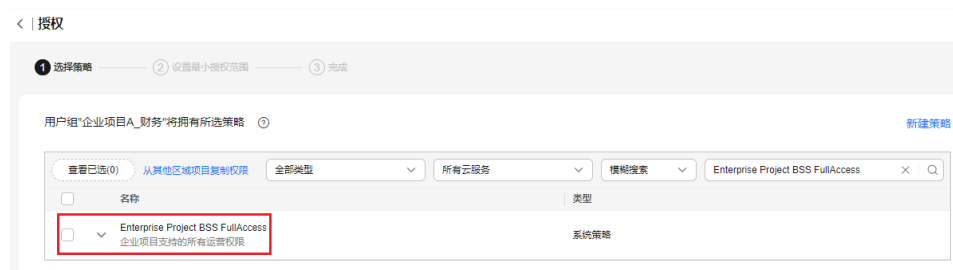 < | 授权
1 选择策略 2 设置最小授权范围 3 完成
用户组"企业项目A_财务"将拥有所选策略 ?
新建策略
查看已选(0) 从其他区域项目复制权限 全部类型 所有云服务 模糊搜索 Enterprise Project BSS FullAccess
名称 类型
Enterprise Project BSS FullAccess
企业项目支持的所有运营权限
系统策略